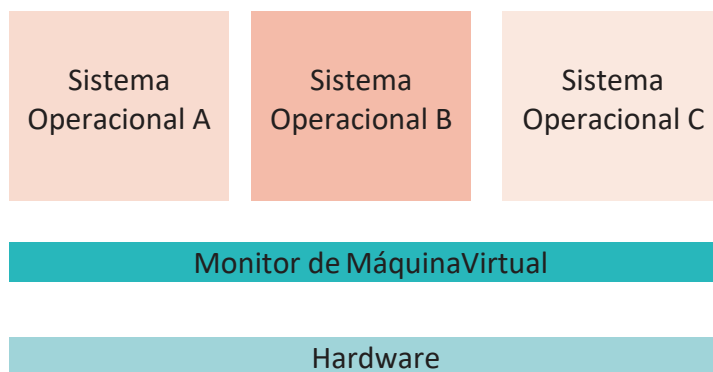 Sistema
Operacional A
Sistema
Operacional B
Sistema
Operacional C
Monitor de MáquinaVirtual
Hardware